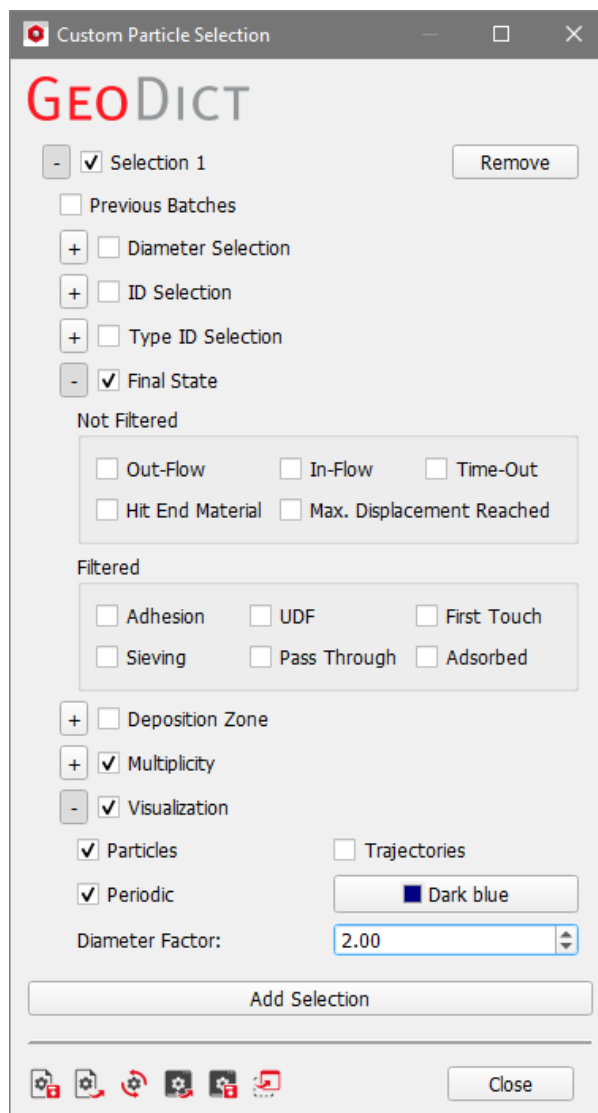 Custom Particle Selection
GEODICT
- Selection 1 Remove
Previous Batches
+ Diameter Selection
+ ID Selection
+ Type ID Selection
- Final State
Not Filtered
Out-Flow In-Flow Time-Out
Hit End Material Max. Displacement Reached
Filtered
Adhesion UDF First Touch
Sieving Pass Through Adsorbed
+ Deposition Zone
+ Multiplicity
- Visualization
Particles Trajectories
Periodic Dark blue
Diameter Factor: 2.00
Add Selection
Close